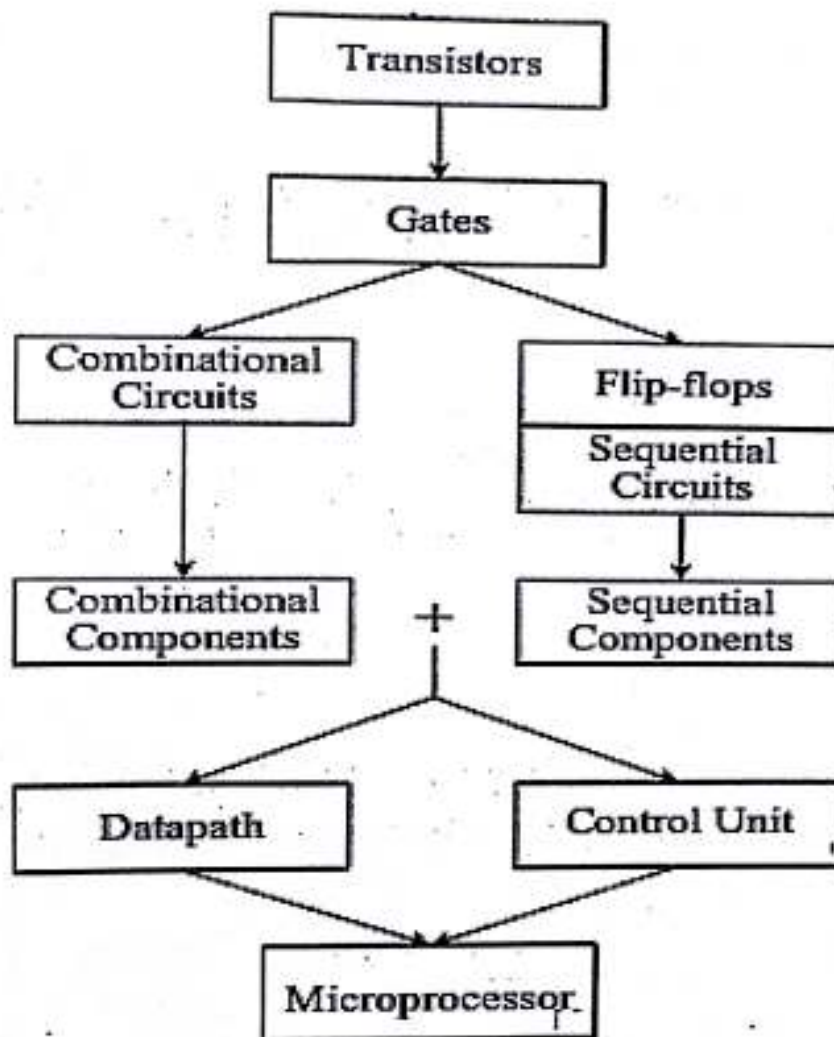 Transistors
Gates
Combinational
Circuits
Flip-flops
Sequential
Circuits
Combinational
Components
+
Sequential
Components
Datapath
Control Unit
Microprocessor